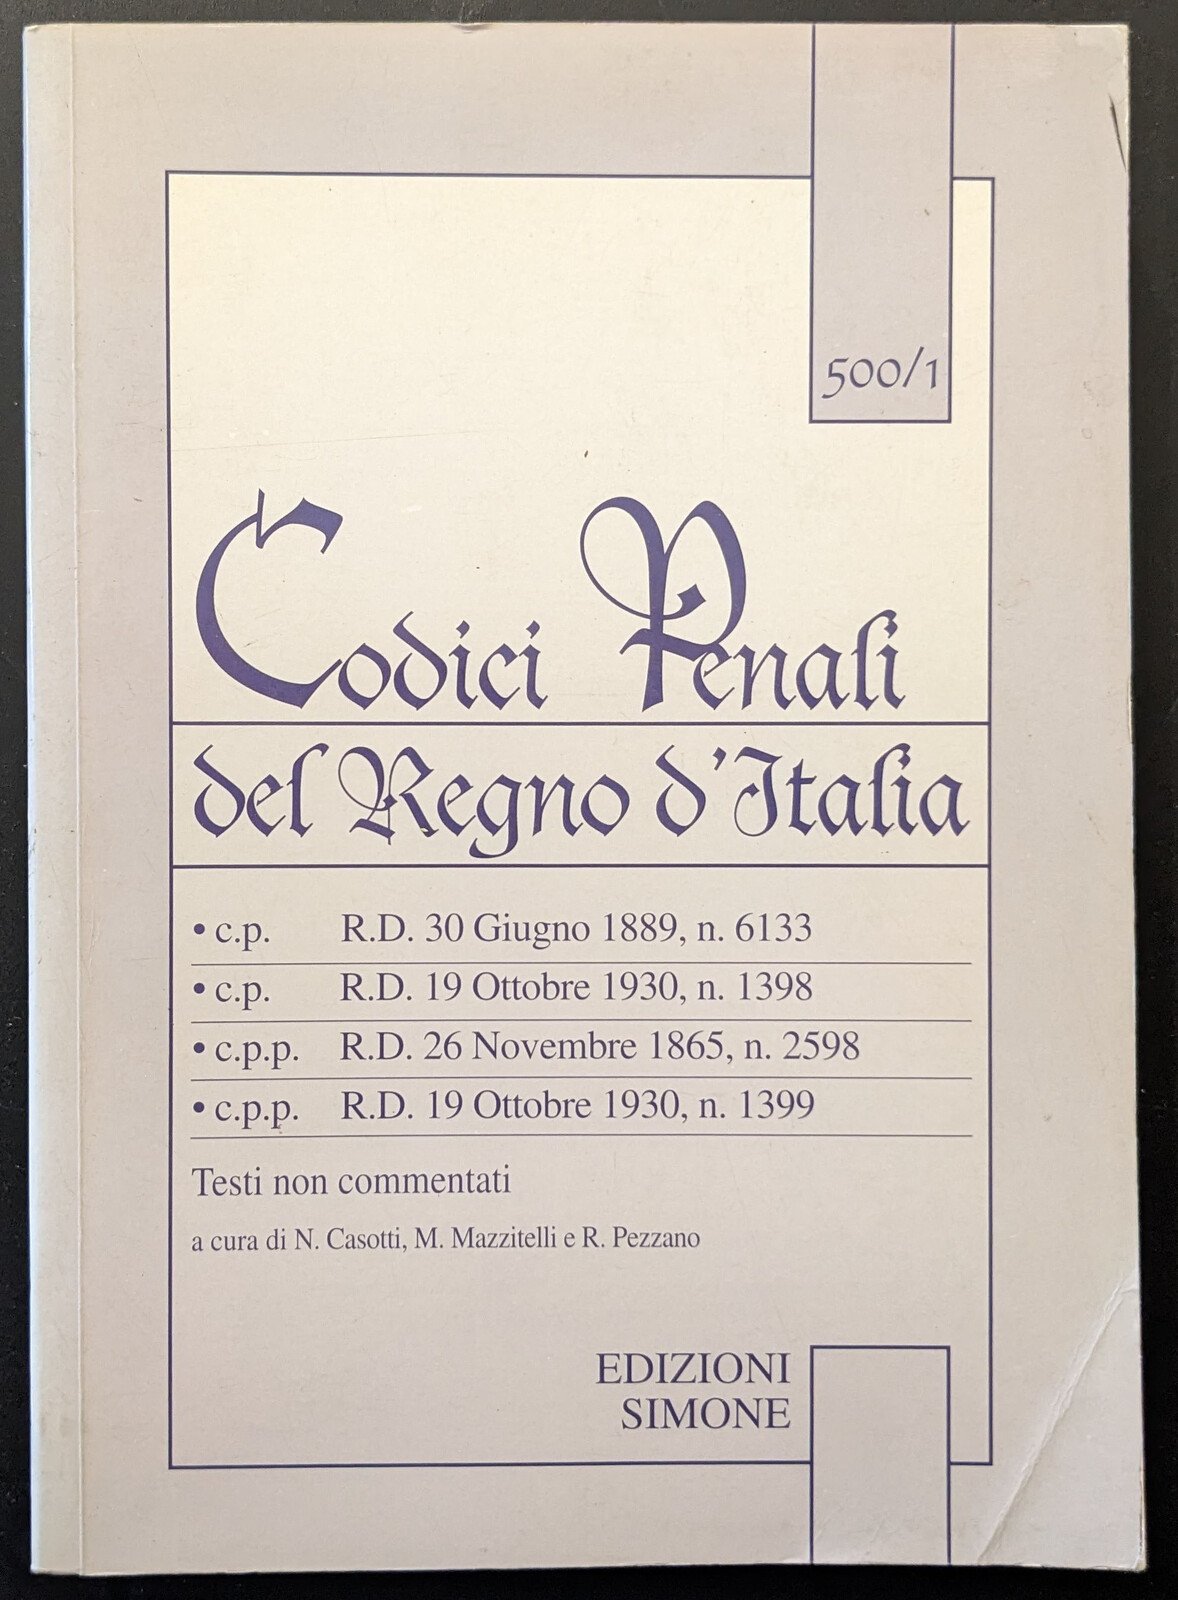 500/1
Codici Penali
del Regno d'Italia
• c.p. R.D. 30 Giugno 1889, n. 6133
• c.p. R.D. 19 Ottobre 1930, n. 1398
• c.p.p. R.D. 26 Novembre 1865, n. 2598
• c.p.p. R.D. 19 Ottobre 1930, n. 1399
Testi non commentati
a cura di N. Casotti, M. Mazzitelli e R. Pezzano
EDIZIONI
SIMONE